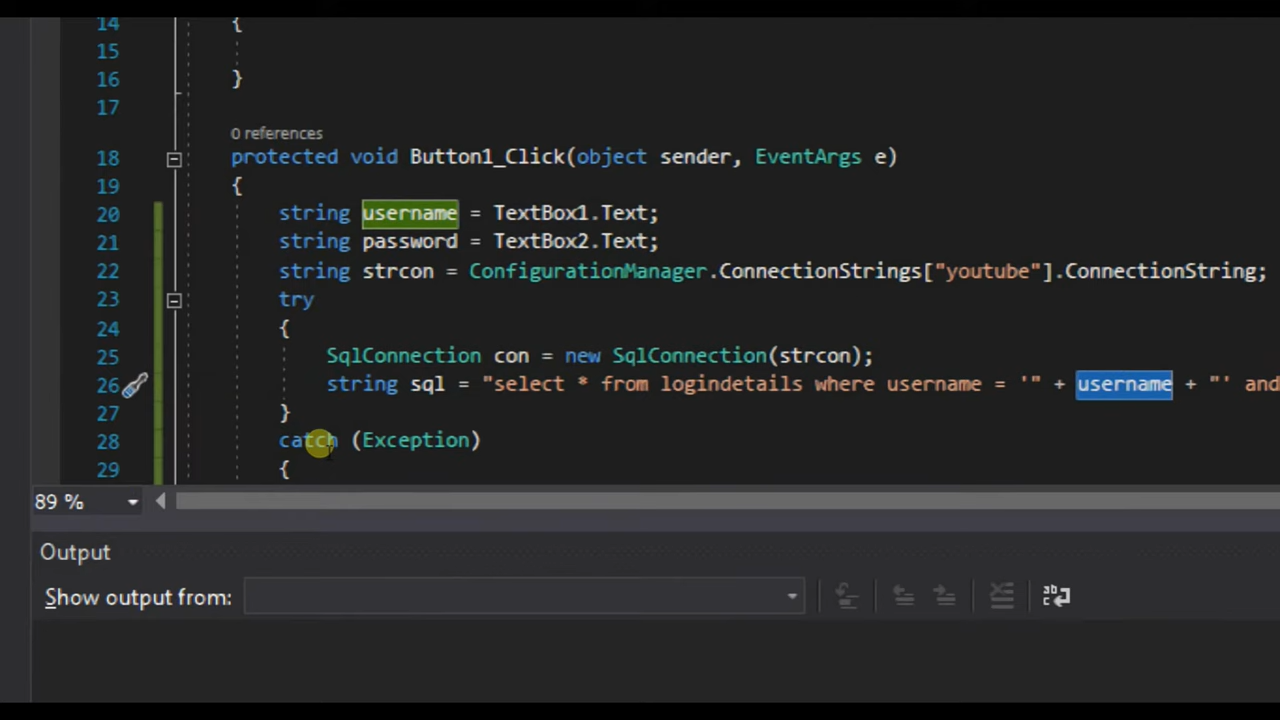 14 {
15
16 }
17
0 references
18 protected void Button1_Click(object sender, EventArgs e)
19 {
20 string username = TextBox1.Text;
21 string password = TextBox2.Text;
22 string strcon = ConfigurationManager.ConnectionStrings["youtube"].ConnectionString;
23 try
24 {
25 SqlConnection con = new SqlConnection(strcon);
26 string sql = "select * from logindetails where username = '" + username + "' and
27 }
28 catch (Exception)
29 {
89 %
Output
Show output from: